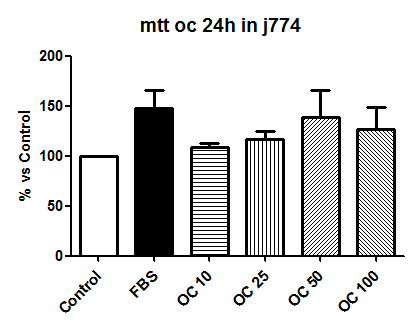 mtt oc 24h in j774
% vs Control
200
150
100
50
0
Control
FBS
OC 10
OC 25
OC 50
OC 100